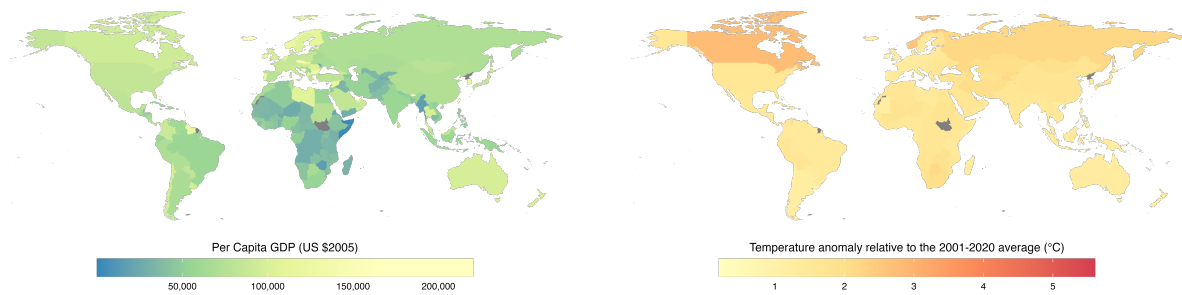 Per Capita GDP (US $2005)
50,000 100,000 150,000 200,000
Temperature anomaly relative to the 2001-2020 average (°C)
1 2 3 4 5